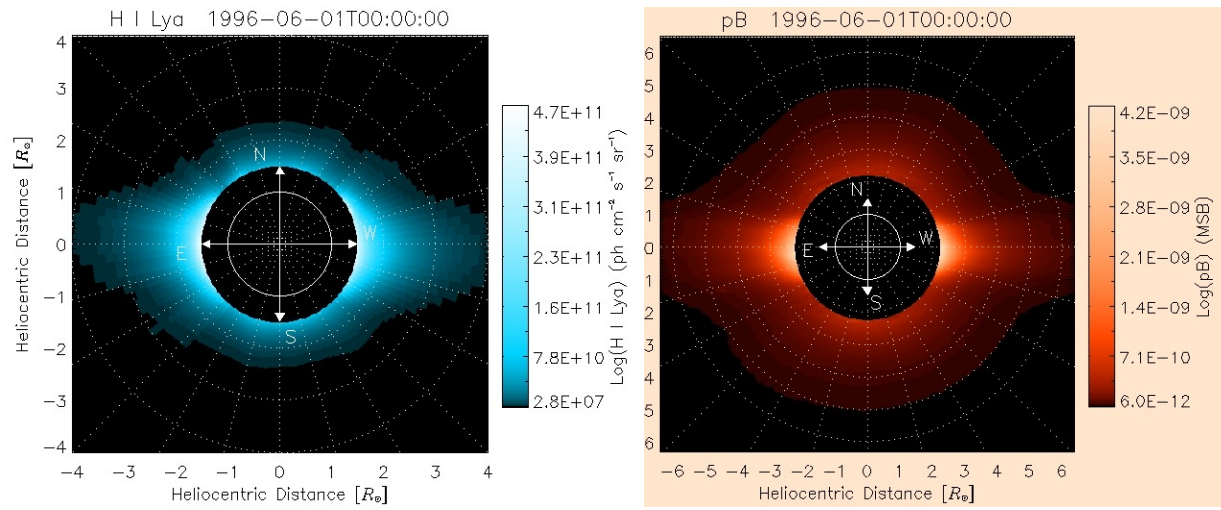 H I Lya 1996-06-01T00:00:00
4
3
2
1
0
-1
-2
-3
-4
Heliocentric Distance [R⊙]
N
E
W
S
-4 -3 -2 -1 0 1 2 3 4
Heliocentric Distance [R⊙]
4.7E+11
3.9E+11
3.1E+11
2.3E+11
1.6E+11
7.8E+10
2.8E+07
Log(H I Lya) (ph cm⁻² s⁻¹ sr⁻¹)
pB 1996-06-01T00:00:00
6
5
4
3
2
1
0
1
2
3
4
5
6
N
E
W
S
-6 -5 -4 -3 -2 -1 0 1 2 3 4 5 6
Heliocentric Distance [R⊙]
4.2E-09
3.5E-09
2.8E-09
2.1E-09
1.4E-09
7.1E-10
6.0E-12
Log(pB) (MSB)